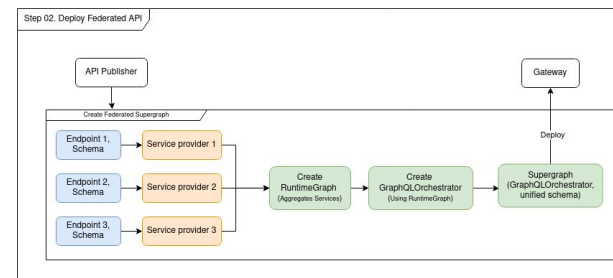 Step 02. Deploy Federated API
API Publisher
Gateway
Create Federated Supergraph
Deploy
Endpoint 1,
Schema
Service provider 1
Endpoint 2,
Schema
Service provider 2
Endpoint 3,
Schema
Service provider 3
Create
RuntimeGraph
(Aggregates Services)
Create
GraphQLOrchestrator
(Using RuntimeGraph)
Supergraph
(GraphQLOrchestrator,
unified schema)